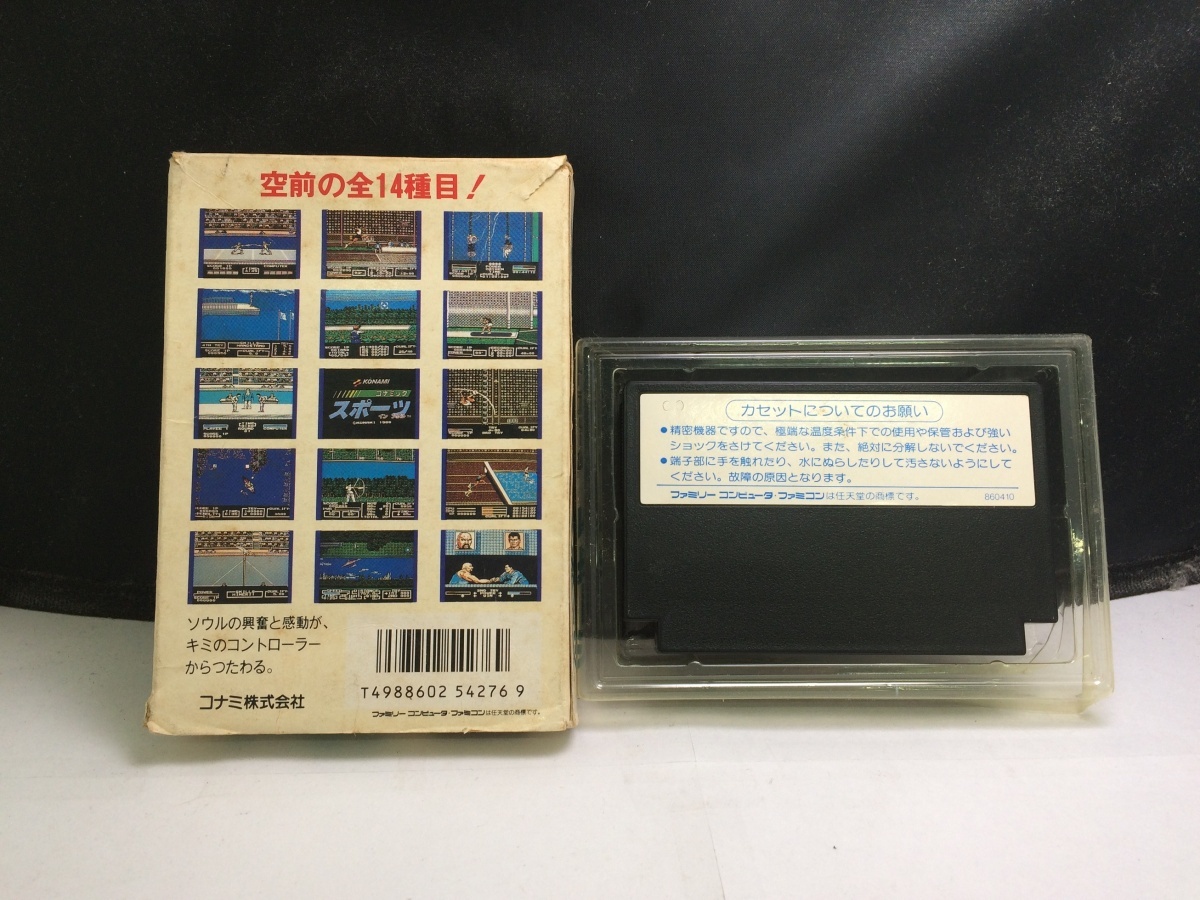 空前の全14種目!
KONAMI
コナミック
スポーツ
ソウルの興奮と感動が、
キミのコントローラー
からつたわる。
コナミ株式会社
T4988602 54276 9
ファミリー コンピュータ・ファミコンは任天堂の商標です。
カセットについてのお願い
●精密機器ですので、極端な温度条件下での使用や保管および強い
ショックをさけてください。また、絶対に分解しないでください。
●端子部に手を触れたり、水にぬらしたりして汚さないようにして
ください。故障の原因となります。
ファミリー コンピュータ・ファミコンは任天堂の商標です。 860410